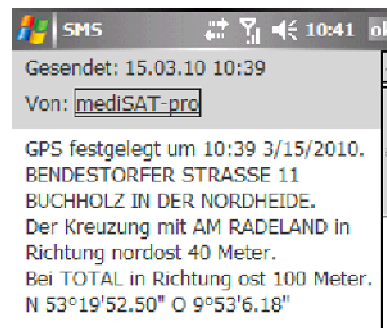 SMS 10:41 ok
Gesendet: 15.03.10 10:39
Von: mediSAT-pro
GPS festgelegt um 10:39 3/15/2010.
BENDESTORFER STRASSE 11
BUCHHOLZ IN DER NORDHEIDE.
Der Kreuzung mit AM RADELAND in
Richtung nordost 40 Meter.
Bei TOTAL in Richtung ost 100 Meter.
N 53°19'52.50" O 9°53'6.18"